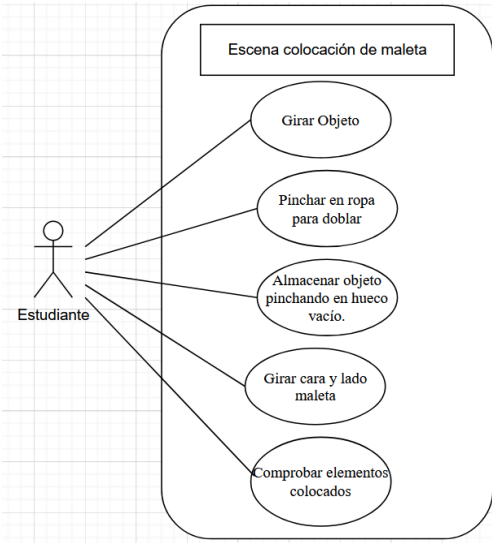 Escena colocación de maleta
Girar Objeto
Pinchar en ropa
para doblar
Almacenar objeto
pinchando en hueco
vacío.
Estudiante
Girar cara y lado
maleta
Comprobar elementos
colocados